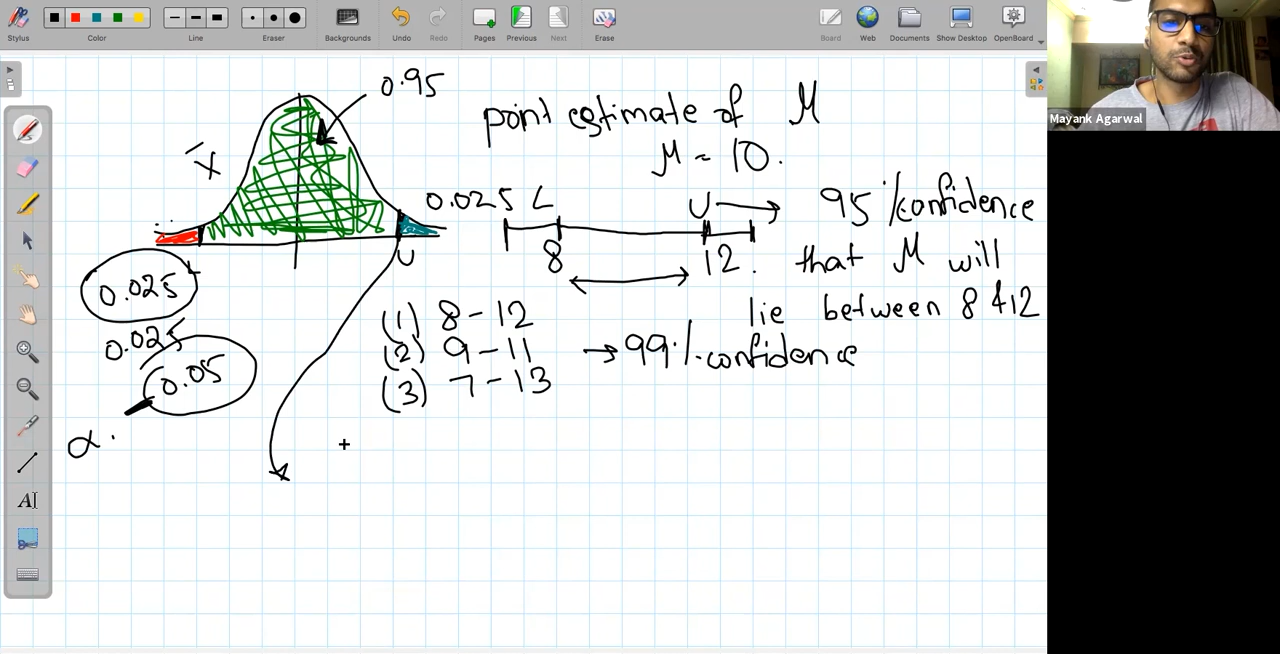 Stylus
Color
Line
Eraser
Backgrounds
Undo
Redo
Pages
Previous
Next
Erase
Board
Web
Documents
Show Desktop
OpenBoard
Mayank Agarwal
0.95
point estimate of μ
μ = 10.
x̄
0.025
L
U
95% confidence
that μ will
lie between 8 & 12
8
12
U
0.025
0.025
0.05
α
(1) 8-12
(2) 9-11
(3) 7-13
→ 99% confidence
AI